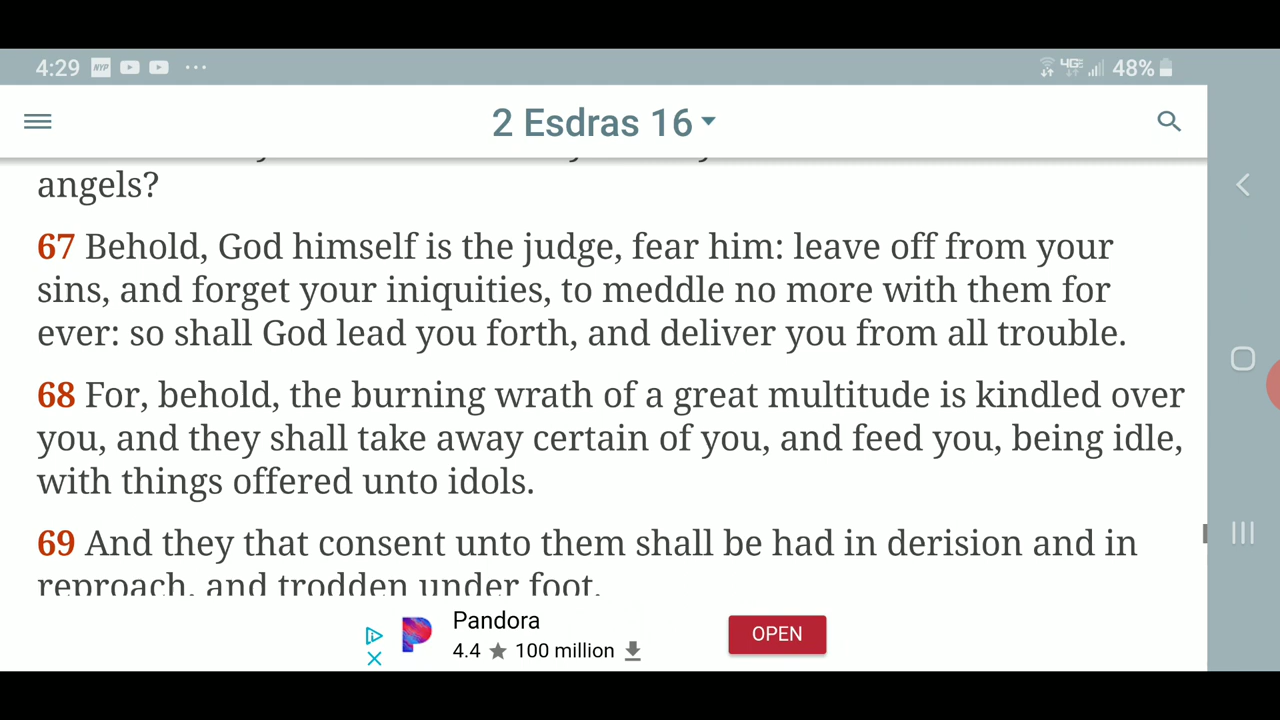 4:29 NYP ... 4GE 48%
2 Esdras 16
angels?
67 Behold, God himself is the judge, fear him: leave off from your
sins, and forget your iniquities, to meddle no more with them for
ever: so shall God lead you forth, and deliver you from all trouble.
68 For, behold, the burning wrath of a great multitude is kindled over
you, and they shall take away certain of you, and feed you, being idle,
with things offered unto idols.
69 And they that consent unto them shall be had in derision and in
reproach, and trodden under foot.
Pandora
4.4 ★ 100 million
OPEN